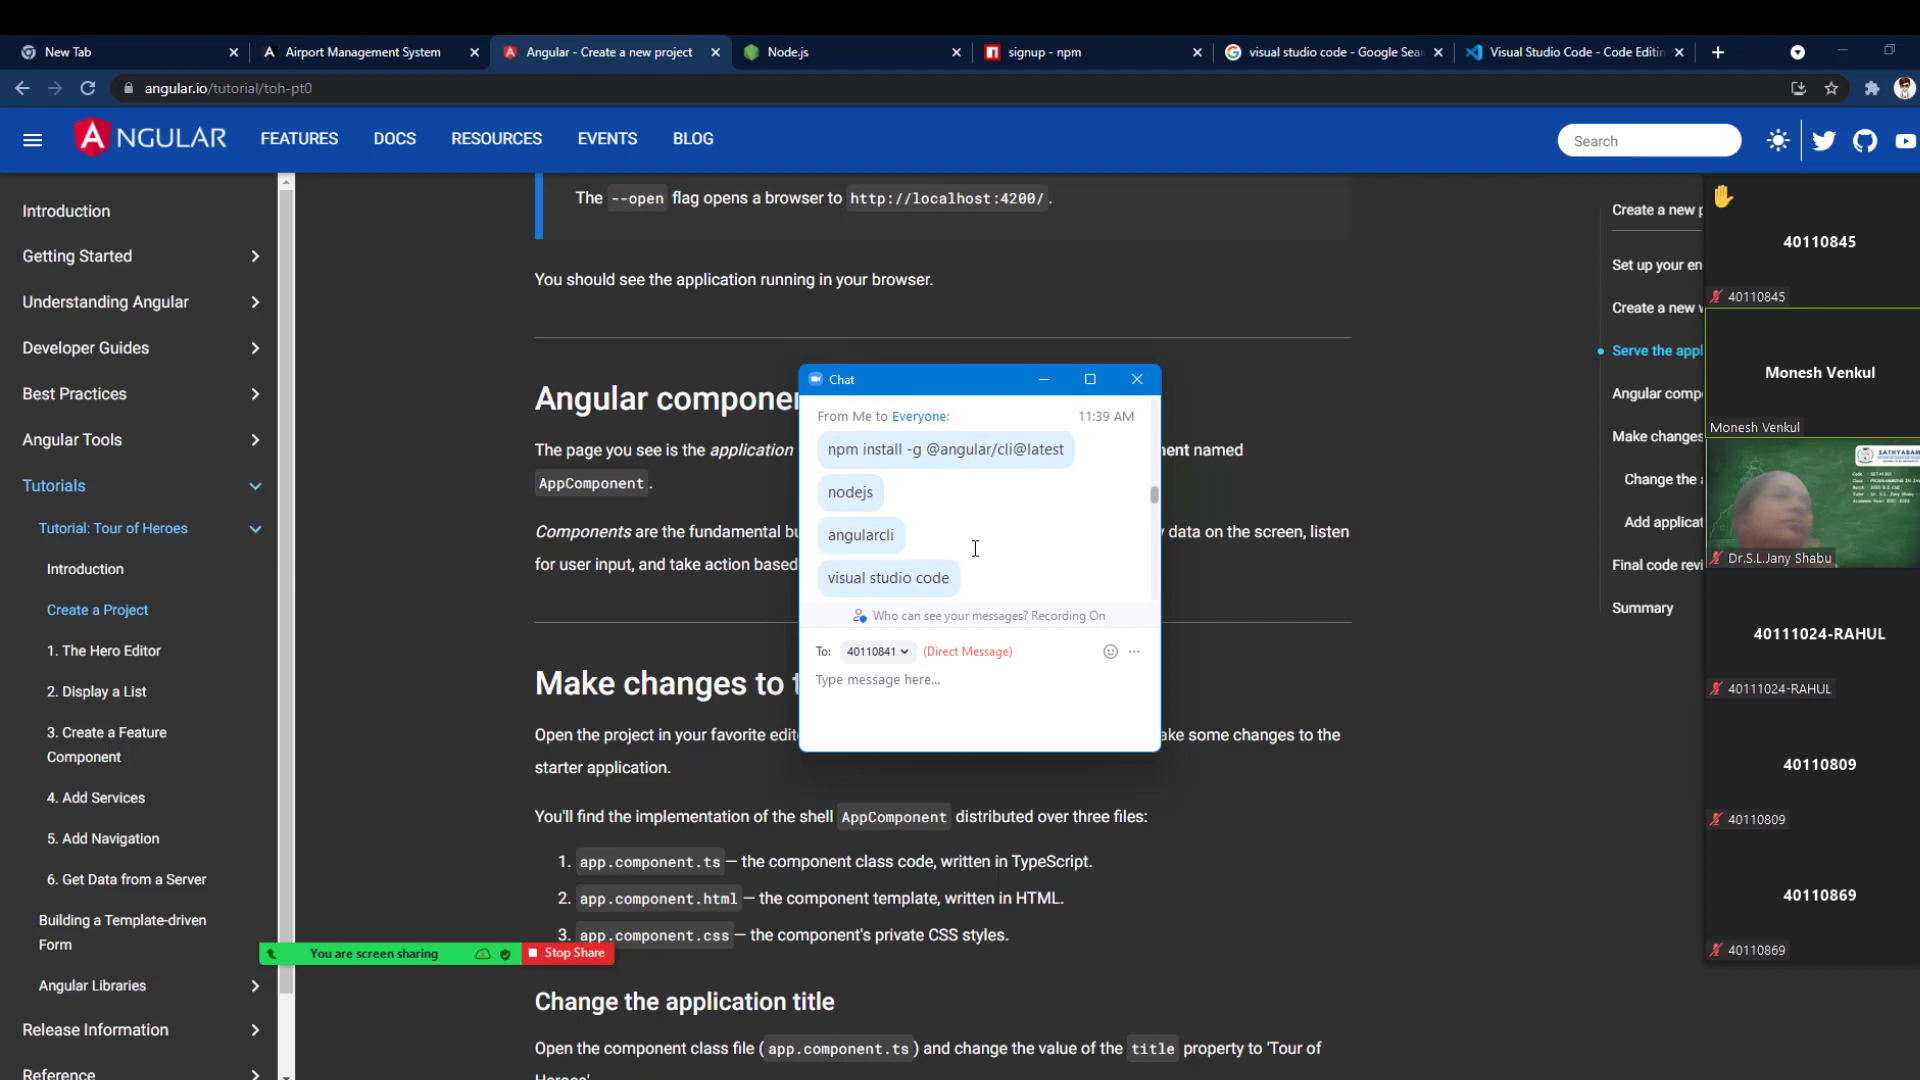 New Tab
Airport Management System
Angular - Create a new project
Node.js
signup - npm
visual studio code - Google Sea
Visual Studio Code - Code Editin
angular.io/tutorial/toh-pt0
ANGULAR
FEATURES
DOCS
RESOURCES
EVENTS
BLOG
Search
Introduction
Getting Started
Understanding Angular
Developer Guides
Best Practices
Angular Tools
Tutorials
Tutorial: Tour of Heroes
Introduction
Create a Project
1. The Hero Editor
2. Display a List
3. Create a Feature
Component
4. Add Services
5. Add Navigation
6. Get Data from a Server
Building a Template-driven
Form
Angular Libraries
Release Information
Reference
The --open flag opens a browser to http://localhost:4200/.
You should see the application running in your browser.
Angular componen
The page you see is the application
ent named
AppComponent.
Components are the fundamental bu
y data on the screen, listen
for user input, and take action based
Make changes to t
Open the project in your favorite edit
ake some changes to the
starter application.
You'll find the implementation of the shell AppComponent distributed over three files:
1. app.component.ts— the component class code, written in TypeScript.
2. app.component.html— the component template, written in HTML.
3. app.component.css— the component's private CSS styles.
Change the application title
Open the component class file (app.component.ts) and change the value of the title property to 'Tour of
Heroes'
You are screen sharing
Stop Share
Chat
From Me to Everyone:
11:39 AM
npm install -g @angular/cli@latest
nodejs
angularcli
visual studio code
Who can see your messages? Recording On
To: 40110841 (Direct Message)
Type message here...
Create a new p
Set up your en
Create a new w
Serve the appl
Angular comp
Make changes
Change the a
Add applicat
Final code revi
Summary
40110845
40110845
Monesh Venkul
Monesh Venkul
SATHYABAM
Dr.S.L.Jany Shabu
40111024-RAHUL
40111024-RAHUL
40110809
40110809
40110869
40110869